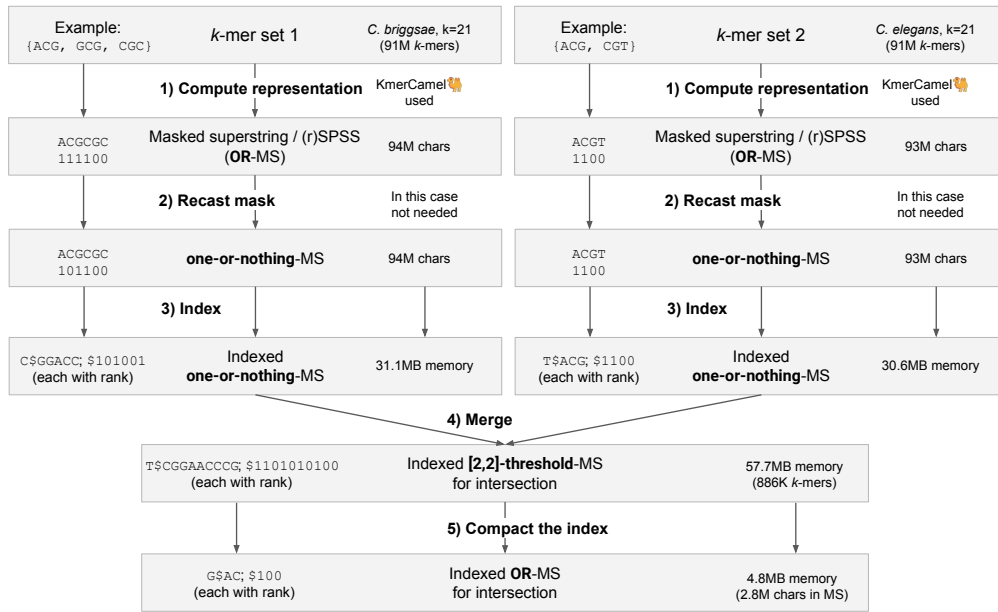 Example:
{ACG, GCG, CGC}
k-mer set 1
C. briggsae, k=21
(91M k-mers)
Example:
{ACG, CGT}
k-mer set 2
C. elegans, k=21
(91M k-mers)
1) Compute representation
KmerCamel🐫
used
1) Compute representation
KmerCamel🐫
used
ACGCGC
111100
Masked superstring / (r)SPSS
(OR-MS)
94M chars
ACGT
1100
Masked superstring / (r)SPSS
(OR-MS)
93M chars
2) Recast mask
In this case
not needed
2) Recast mask
In this case
not needed
ACGCGC
101100
one-or-nothing-MS
94M chars
ACGT
1100
one-or-nothing-MS
93M chars
3) Index
3) Index
C$GGACC; $101001
(each with rank)
Indexed
one-or-nothing-MS
31.1MB memory
T$ACG; $1100
(each with rank)
Indexed
one-or-nothing-MS
30.6MB memory
4) Merge
T$CGGAACCCG; $1101010100
(each with rank)
Indexed [2,2]-threshold-MS
for intersection
57.7MB memory
(886K k-mers)
5) Compact the index
G$AC; $100
(each with rank)
Indexed OR-MS
for intersection
4.8MB memory
(2.8M chars in MS)